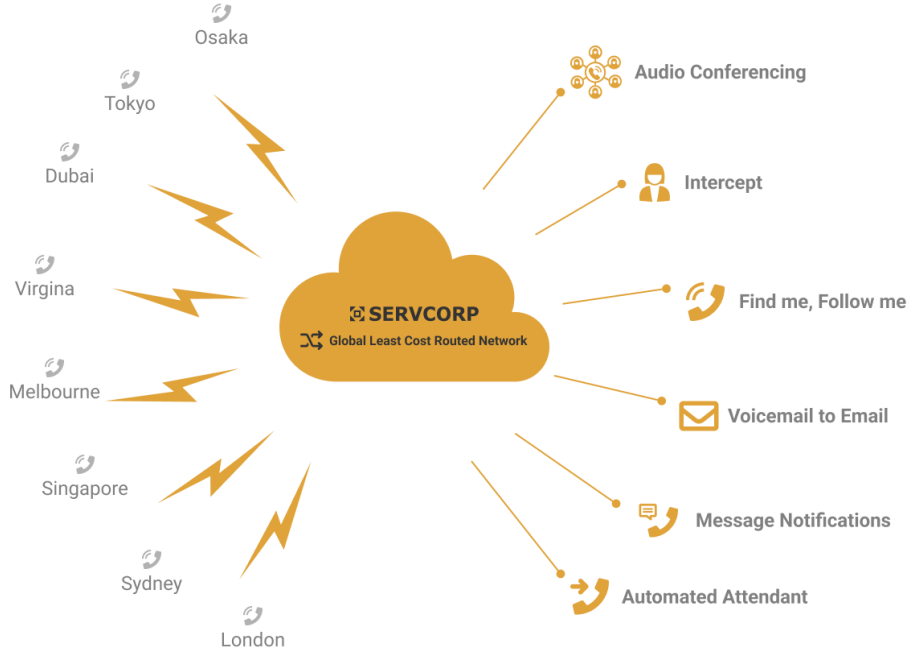 Osaka
Tokyo
Dubai
Virgina
Melbourne
Singapore
Sydney
London
SERVCORP
Global Least Cost Routed Network
Audio Conferencing
Intercept
Find me, Follow me
Voicemail to Email
Message Notifications
Automated Attendant